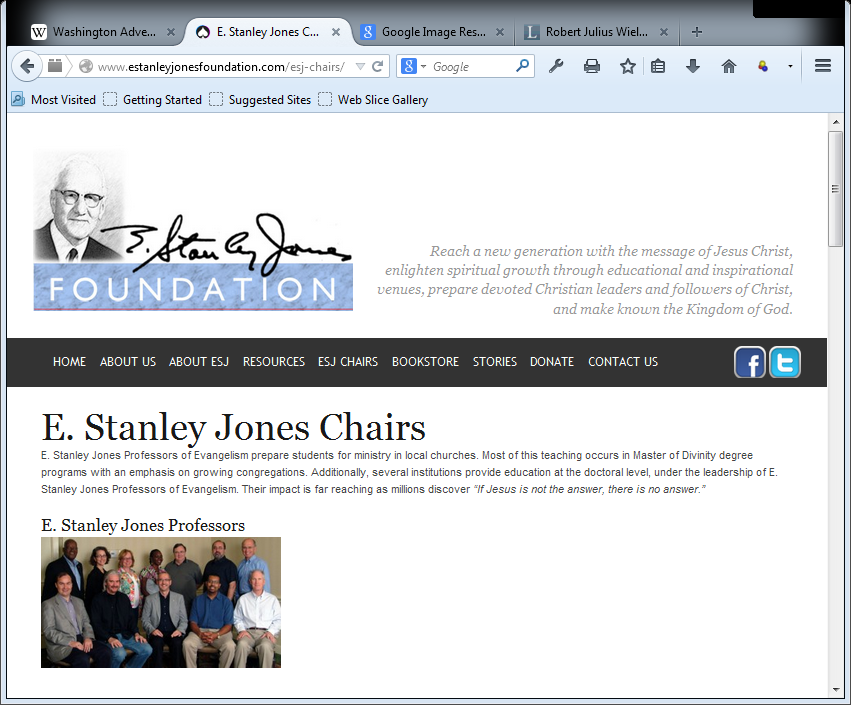 Washington Adve...
E. Stanley Jones C...
Google Image Res...
Robert Julius Wiel...
www.estanleyjonesfoundation.com/esj-chairs/
Google
Most Visited
Getting Started
Suggested Sites
Web Slice Gallery
E. Stanley Jones
FOUNDATION
Reach a new generation with the message of Jesus Christ,
enlighten spiritual growth through educational and inspirational
venues, prepare devoted Christian leaders and followers of Christ,
and make known the Kingdom of God.
HOME ABOUT US ABOUT ESJ RESOURCES ESJ CHAIRS BOOKSTORE STORIES DONATE CONTACT US
E. Stanley Jones Chairs
E. Stanley Jones Professors of Evangelism prepare students for ministry in local churches. Most of this teaching occurs in Master of Divinity degree
programs with an emphasis on growing congregations. Additionally, several institutions provide education at the doctoral level, under the leadership of E.
Stanley Jones Professors of Evangelism. Their impact is far reaching as millions discover "If Jesus is not the answer, there is no answer."
E. Stanley Jones Professors